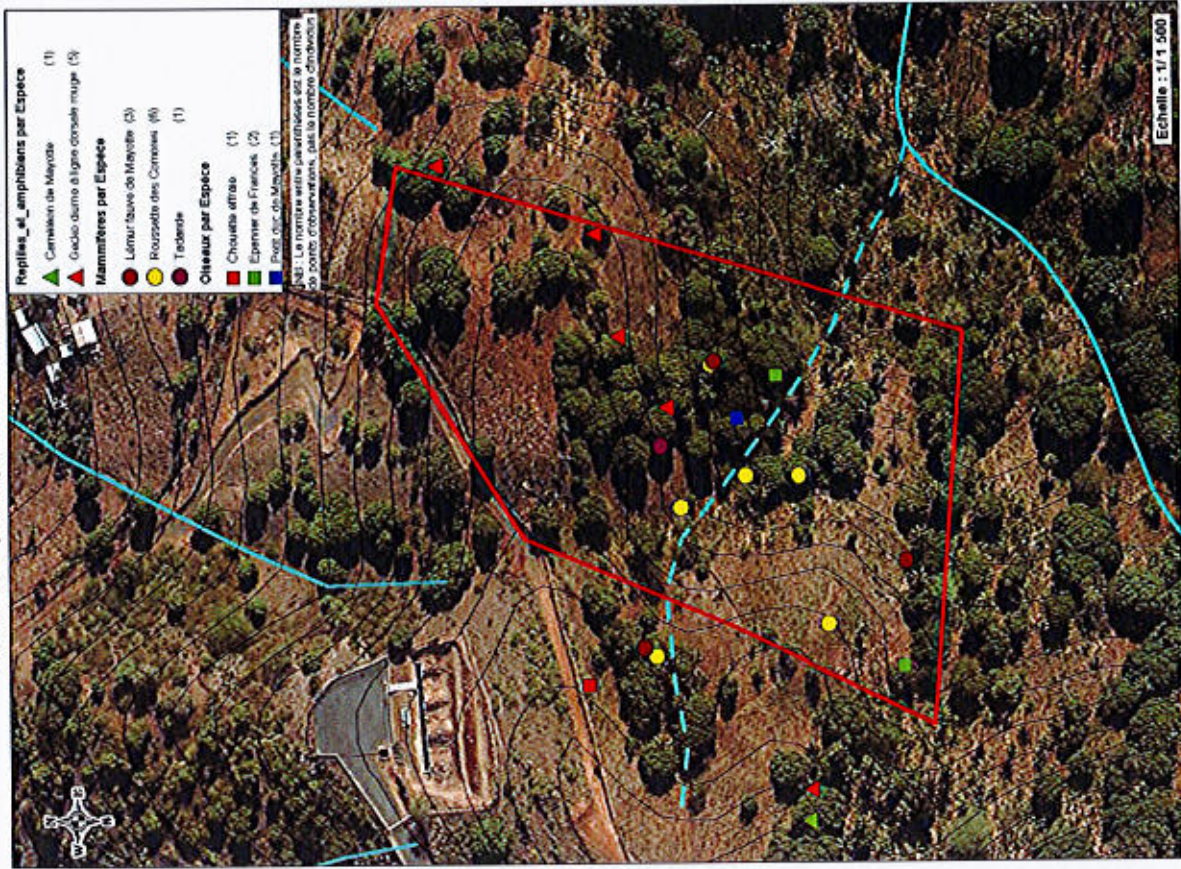 Reptiles_et_amphibiens par Espèce
Caméléon de Mayotte (1)
Gecko diurne à ligne dorsale rouge (5)
Mammifères par Espèce
Lémur fauve de Mayotte (3)
Roussette des Comores (6)
Tadaride (1)
Oiseaux par Espèce
Chouette effraie (1)
Epervier de Frances (2)
Petit duc de Mayotte (1)
NB : Le nombre entre parenthèses est le nombre
de points d'observations, pas le nombre d'individus
N
W E
S
Echelle : 1/ 1 500